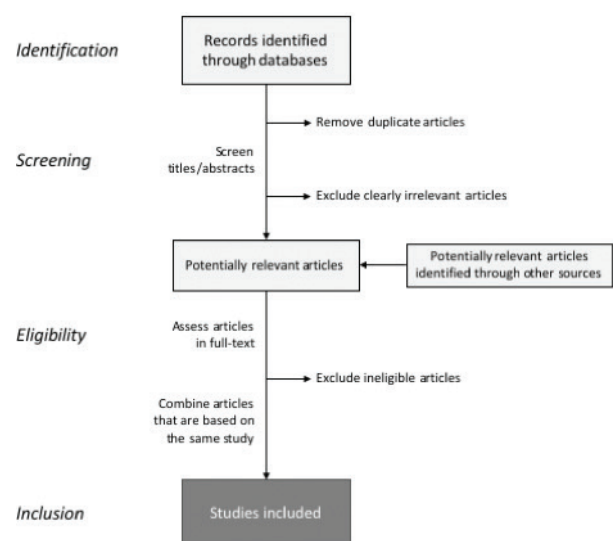 Identification
Records identified
through databases
Remove duplicate articles
Screening
Screen
titles/abstracts
Exclude clearly irrelevant articles
Potentially relevant articles
Potentially relevant articles
identified through other sources
Eligibility
Assess articles
in full-text
Exclude ineligible articles
Combine articles
that are based on
the same study
Inclusion
Studies included